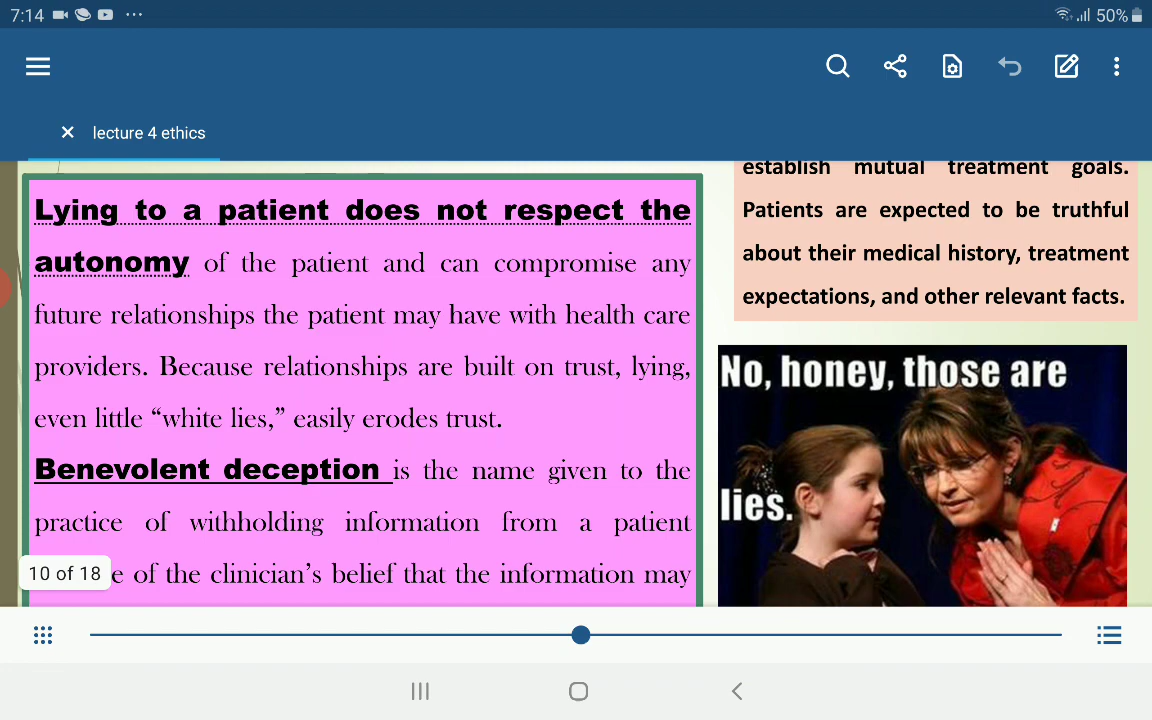 7:14
50%
lecture 4 ethics
Lying to a patient does not respect the
autonomy of the patient and can compromise any
future relationships the patient may have with health care
providers. Because relationships are built on trust, lying,
even little “white lies,” easily erodes trust.
Benevolent deception is the name given to the
practice of withholding information from a patient
e of the clinician’s belief that the information may
10 of 18
establish mutual treatment goals.
Patients are expected to be truthful
about their medical history, treatment
expectations, and other relevant facts.
No, honey, those are
lies.